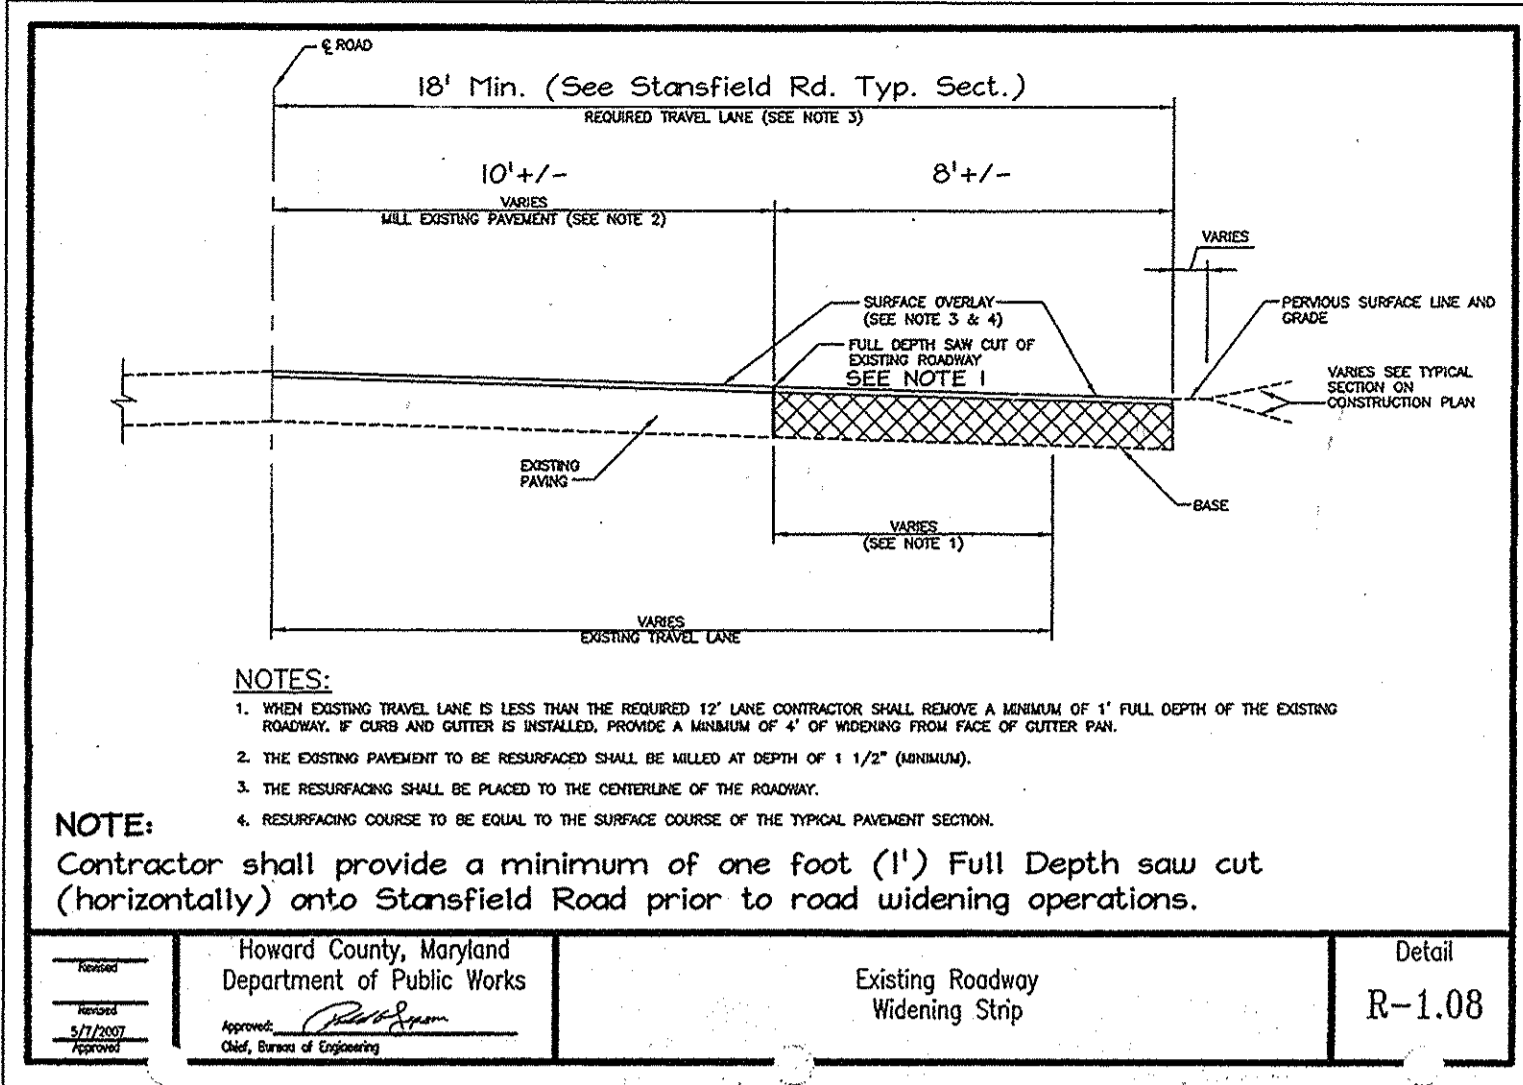 ℄ ROAD
18' Min. (See Stansfield Rd. Typ. Sect.)
REQUIRED TRAVEL LANE (SEE NOTE 3)
10'+/-
8'+/-
VARIES
MILL EXISTING PAVEMENT (SEE NOTE 2)
VARIES
SURFACE OVERLAY
(SEE NOTE 3 & 4)
PERVIOUS SURFACE LINE AND
GRADE
FULL DEPTH SAW CUT OF
EXISTING ROADWAY
SEE NOTE 1
VARIES SEE TYPICAL
SECTION ON
CONSTRUCTION PLAN
EXISTING
PAVING
BASE
VARIES
(SEE NOTE 1)
VARIES
EXISTING TRAVEL LANE
NOTES:
1. WHEN EXISTING TRAVEL LANE IS LESS THAN THE REQUIRED 12' LANE CONTRACTOR SHALL REMOVE A MINIMUM OF 1' FULL DEPTH OF THE EXISTING
ROADWAY. IF CURB AND GUTTER IS INSTALLED, PROVIDE A MINIMUM OF 4' OF WIDENING FROM FACE OF GUTTER PAN.
2. THE EXISTING PAVEMENT TO BE RESURFACED SHALL BE MILLED AT DEPTH OF 1 1/2" (MINIMUM).
3. THE RESURFACING SHALL BE PLACED TO THE CENTERLINE OF THE ROADWAY.
4. RESURFACING COURSE TO BE EQUAL TO THE SURFACE COURSE OF THE TYPICAL PAVEMENT SECTION.
NOTE:
Contractor shall provide a minimum of one foot (1') Full Depth saw cut
(horizontally) onto Stansfield Road prior to road widening operations.
Revised
Revised
5/7/2007
Approved
Howard County, Maryland
Department of Public Works
Approved:
Chief, Bureau of Engineering
Existing Roadway
Widening Strip
Detail
R-1.08